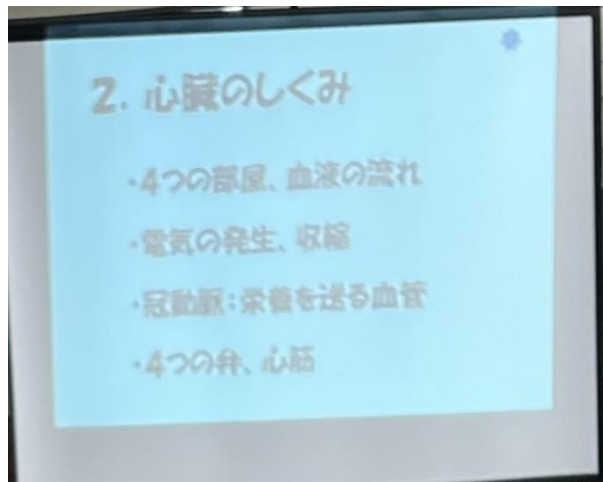 2. 心臓のしくみ
・4つの部屋、血液の流れ
・電気の発生、収縮
・冠動脈:栄養を送る血管
・4つの弁、心筋